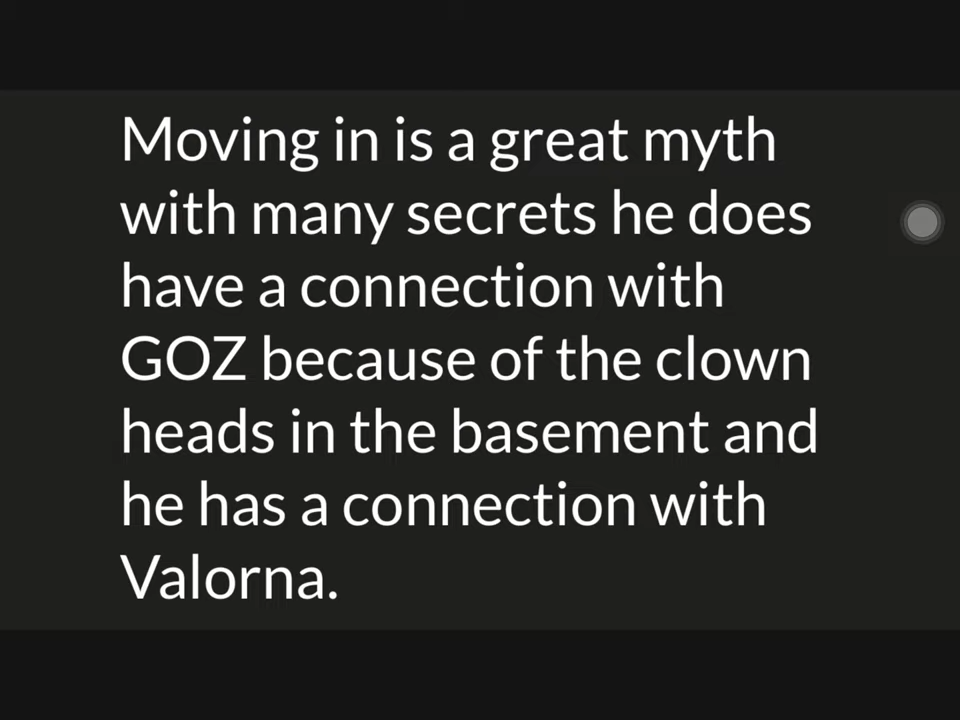 Moving in is a great myth
with many secrets he does
have a connection with
GOZ because of the clown
heads in the basement and
he has a connection with
Valorna.